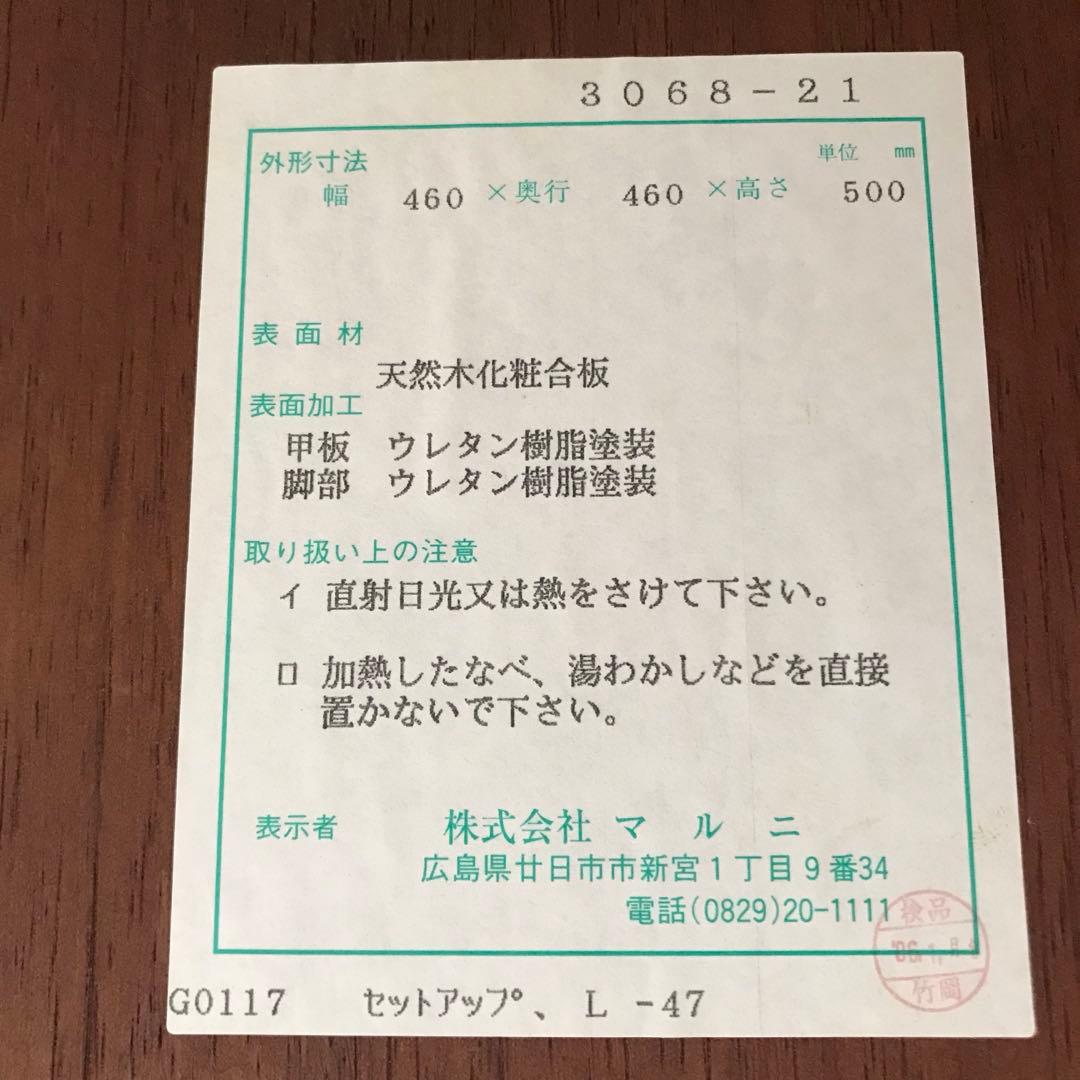 3068-21
外形寸法
単位 mm
幅 460 ×奥行 460 ×高さ 500
表面材
天然木化粧合板
表面加工
甲板 ウレタン樹脂塗装
脚部 ウレタン樹脂塗装
取り扱い上の注意
イ 直射日光又は熱をさけて下さい。
ロ 加熱したなべ、湯わかしなどを直接
置かないで下さい。
表示者 株式会社 マルニ
広島県廿日市市新宮1丁目9番34
電話(0829)20-1111
検品
竹岡
G0117 セットアップ、L-47